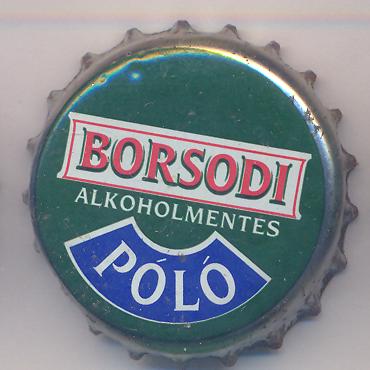 BORSODI
ALKOHOLMENTES
PÓLÓ